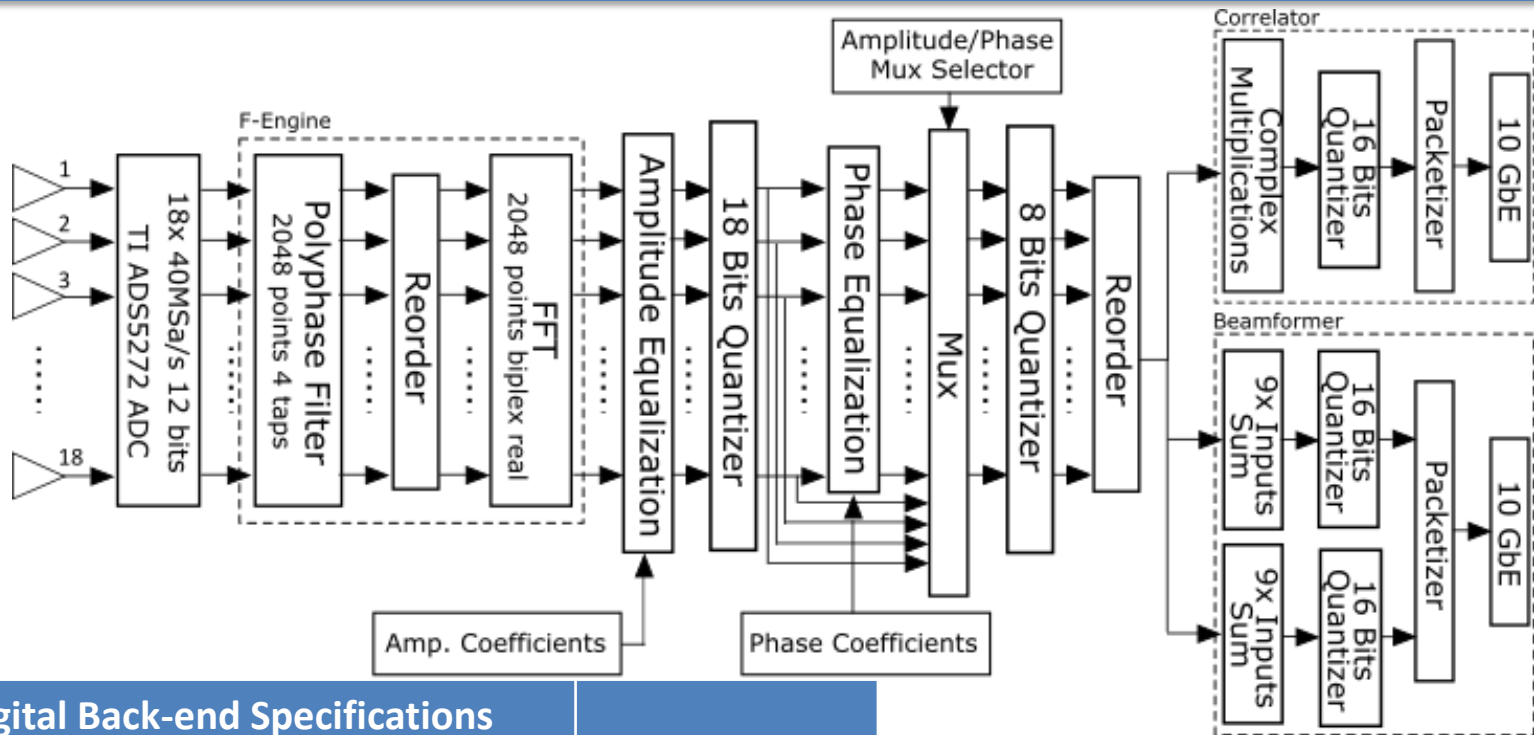 Correlator
Amplitude/Phase
Mux Selector
F-Engine
1
2
3
18
18x 40MSa/s 12 bits
TI ADS5272 ADC
Polyphase Filter
2048 points 4 taps
Reorder
FFT
2048 points biplex real
Amplitude Equalization
18 Bits Quantizer
Phase Equalization
Mux
8 Bits Quantizer
Reorder
Complex
Multiplications
16 Bits
Quantizer
Packetizer
10 GbE
Beamformer
9x Inputs
Sum
16 Bits
Quantizer
9x Inputs
Sum
16 Bits
Quantizer
Packetizer
10 GbE
Amp. Coefficients
Phase Coefficients
gital Back-end Specifications